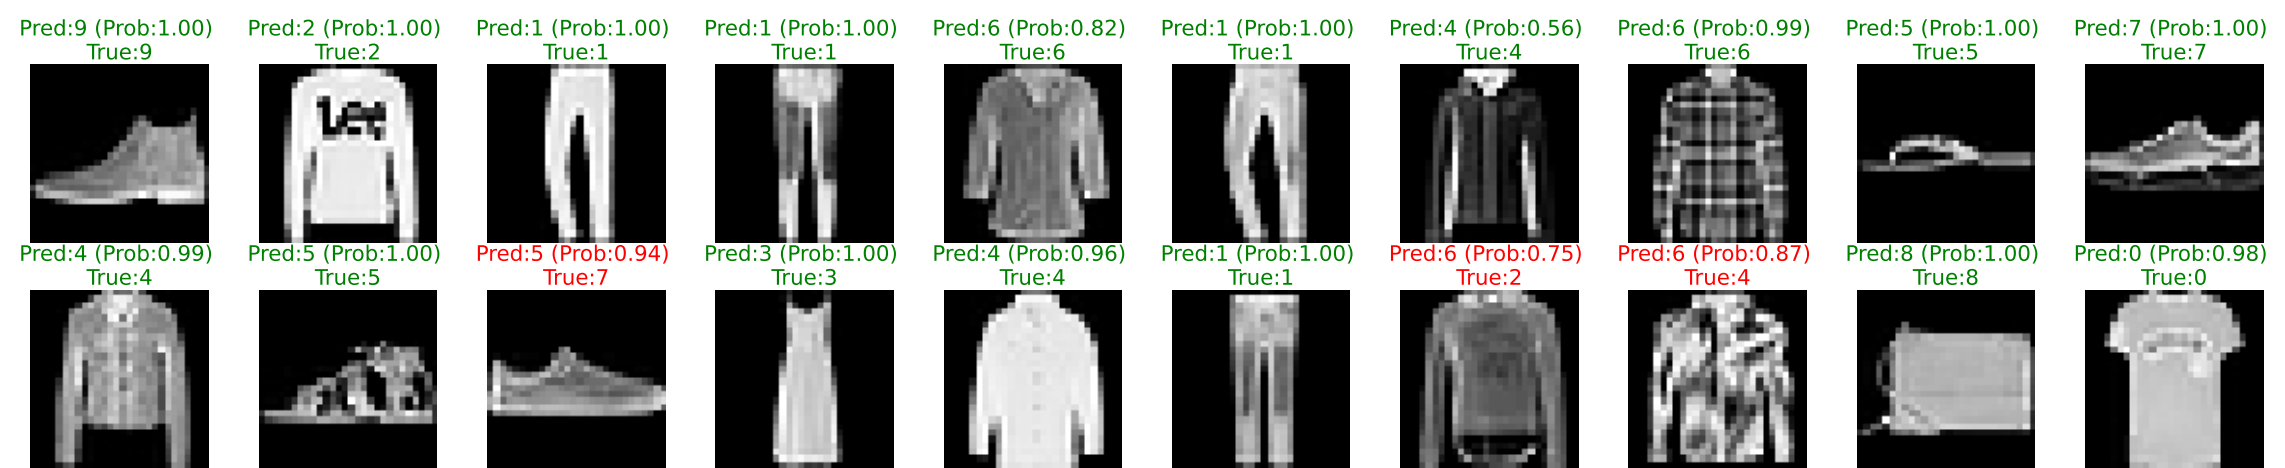 Pred:9 (Prob:1.00) Pred:2 (Prob:1.00) Pred:1 (Prob:1.00) Pred:1 (Prob:1.00) Pred:6 (Prob:0.82) Pred:1 (Prob:1.00) Pred:4 (Prob:0.56) Pred:6 (Prob:0.99) Pred:5 (Prob:1.00) Pred:7 (Prob:1.00)
True:9 True:2 True:1 True:1 True:6 True:1 True:4 True:6 True:5 True:7
Lee
Pred:4 (Prob:0.99) Pred:5 (Prob:1.00) Pred:5 (Prob:0.94) Pred:3 (Prob:1.00) Pred:4 (Prob:0.96) Pred:1 (Prob:1.00) Pred:6 (Prob:0.75) Pred:6 (Prob:0.87) Pred:8 (Prob:1.00) Pred:0 (Prob:0.98)
True:4 True:5 True:7 True:3 True:4 True:1 True:2 True:4 True:8 True:0